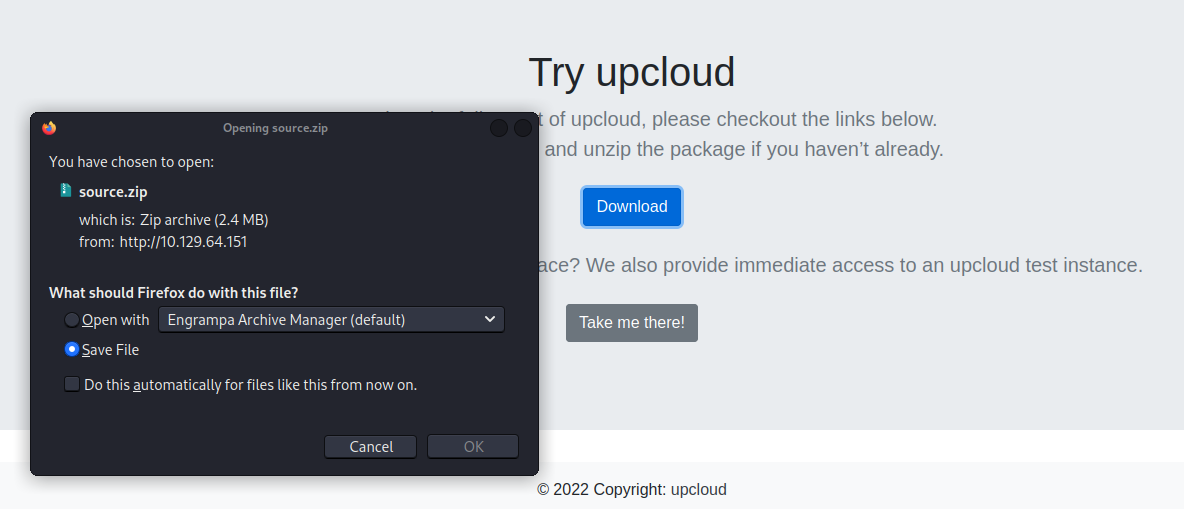 Try upcloud
t of upcloud, please checkout the links below.
and unzip the package if you haven’t already.
Download
ace? We also provide immediate access to an upcloud test instance.
Take me there!
© 2022 Copyright: upcloud
Opening source.zip
You have chosen to open:
source.zip
which is: Zip archive (2.4 MB)
from: http://10.129.64.151
What should Firefox do with this file?
Open with Engrampa Archive Manager (default)
Save File
Do this automatically for files like this from now on.
Cancel OK